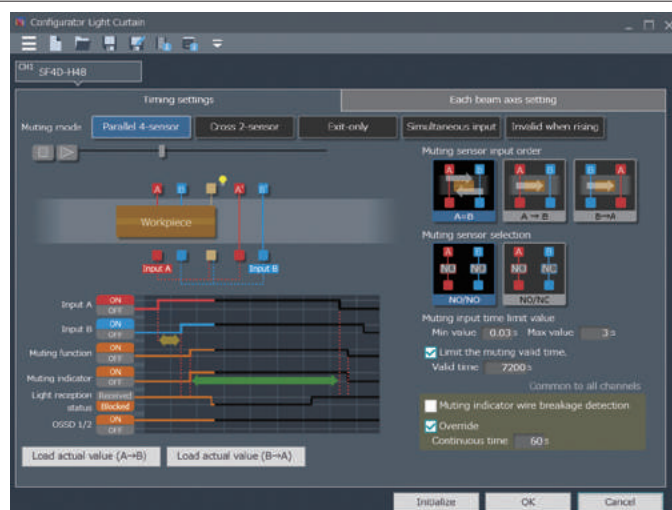 Configurator Light Curtain
CH1 SF4D-H48
Timing settings
Each beam axis setting
Muting mode
Parallel 4-sensor
Cross 2-sensor
Exit-only
Simultaneous input
Invalid when rising
Muting sensor input order
A B A' B'
Workpiece
Input A
Input B
A B
A B
B A
A=B
A→B
B→A
Muting sensor selection
A B
A B
NO NO
NO NC
NO/NO
NO/NC
Muting input time limit value
Min value 0.03 s Max value 3 s
Limit the muting valid time.
Valid time 7200 s
Common to all channels
Muting indicator wire breakage detection
Override
Continuous time 60 s
Input A ON
OFF
Input B ON
OFF
Muting function ON
OFF
Muting indicator ON
OFF
Light reception status Received
Blocked
OSSD 1/2 ON
OFF
Load actual value (A→B)
Load actual value (B→A)
Initialize
OK
Cancel